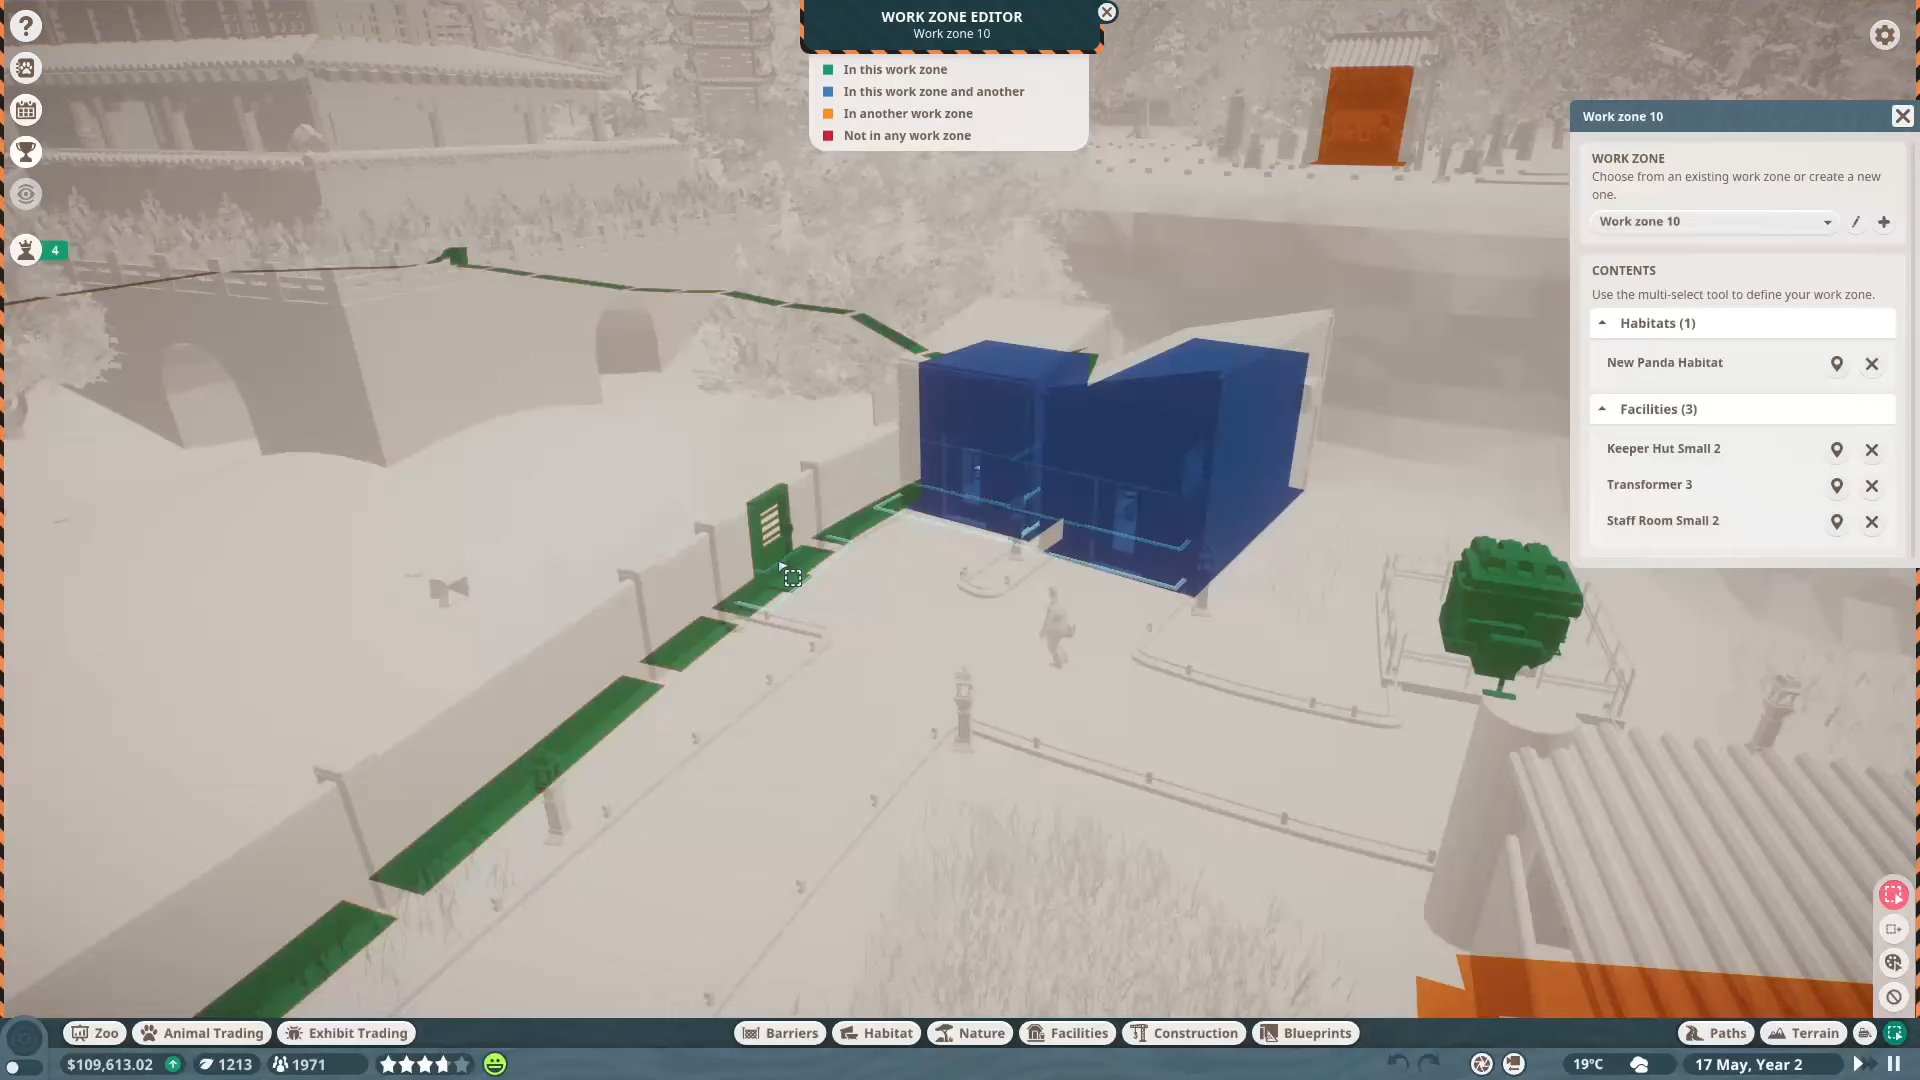 WORK ZONE EDITOR
Work zone 10
In this work zone
In this work zone and another
In another work zone
Not in any work zone
?
4
Work zone 10
WORK ZONE
Choose from an existing work zone or create a new
one.
Work zone 10
CONTENTS
Use the multi-select tool to define your work zone.
Habitats (1)
New Panda Habitat
Facilities (3)
Keeper Hut Small 2
Transformer 3
Staff Room Small 2
Zoo
Animal Trading
Exhibit Trading
Barriers
Habitat
Nature
Facilities
Construction
Blueprints
Paths
Terrain
$109,613.02
1213
1971
19°C
17 May, Year 2